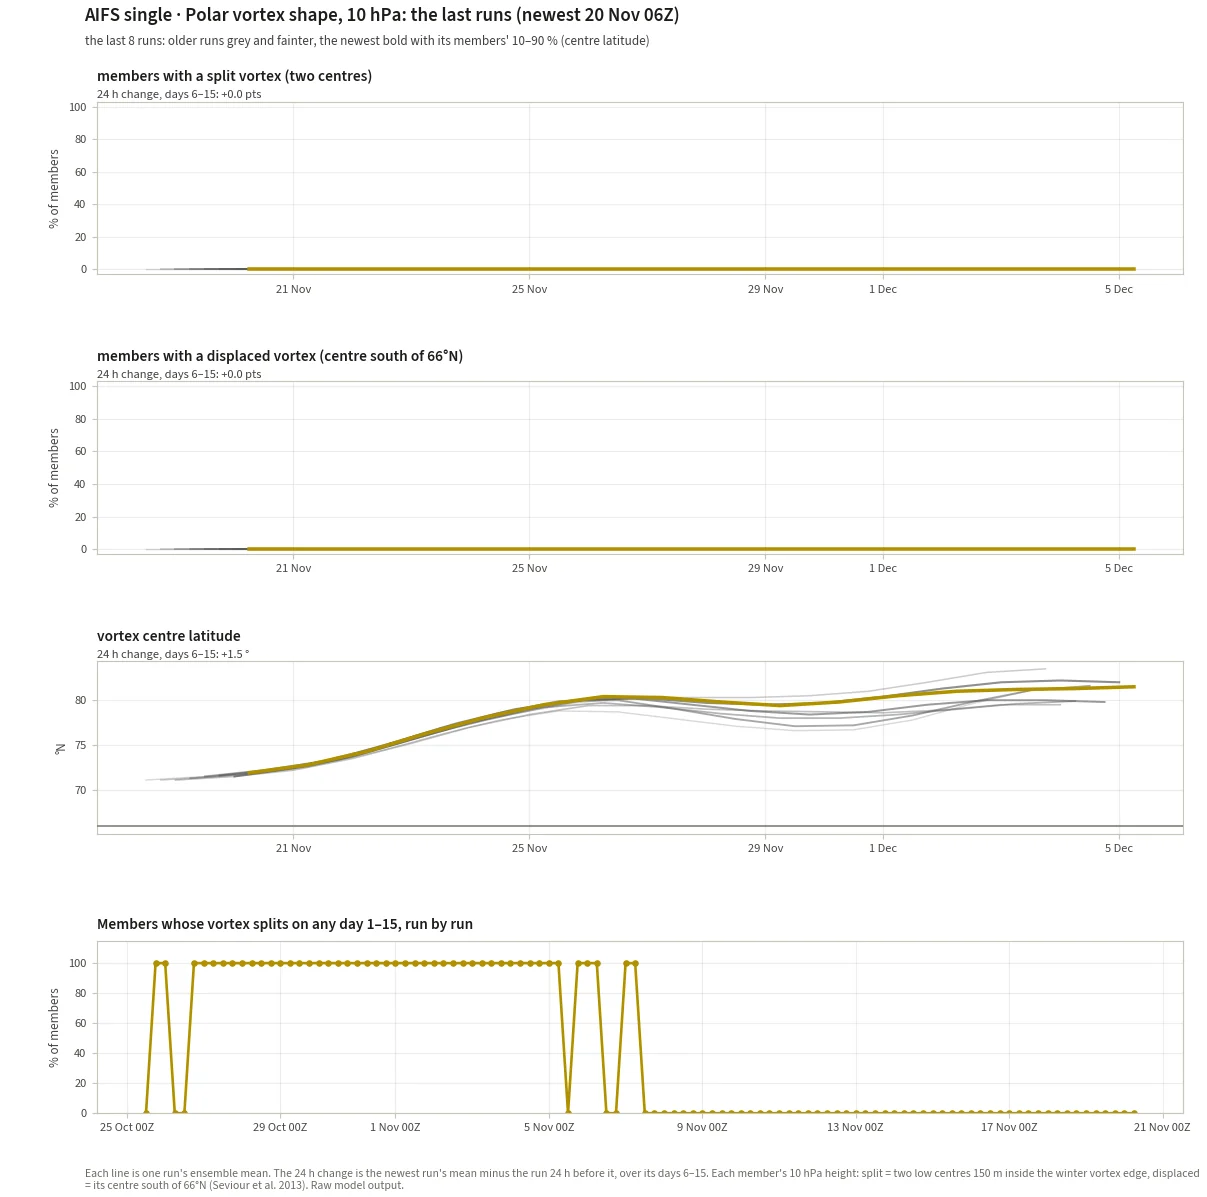 AIFS single · Polar vortex shape, 10 hPa: the last runs (newest 20 Nov 06Z)
the last 8 runs: older runs grey and fainter, the newest bold with its members' 10–90 % (centre latitude)
members with a split vortex (two centres)
24 h change, days 6–15: +0.0 pts
% of members
100
80
60
40
20
0
21 Nov
25 Nov
29 Nov
1 Dec
5 Dec
members with a displaced vortex (centre south of 66°N)
24 h change, days 6–15: +0.0 pts
% of members
100
80
60
40
20
0
21 Nov
25 Nov
29 Nov
1 Dec
5 Dec
vortex centre latitude
24 h change, days 6–15: +1.5 °
°N
80
75
70
21 Nov
25 Nov
29 Nov
1 Dec
5 Dec
Members whose vortex splits on any day 1–15, run by run
% of members
100
80
60
40
20
0
25 Oct 00Z
29 Oct 00Z
1 Nov 00Z
5 Nov 00Z
9 Nov 00Z
13 Nov 00Z
17 Nov 00Z
21 Nov 00Z
Each line is one run's ensemble mean. The 24 h change is the newest run's mean minus the run 24 h before it, over its days 6–15. Each member's 10 hPa height: split = two low centres 150 m inside the winter vortex edge, displaced
= its centre south of 66°N (Seviour et al. 2013). Raw model output.